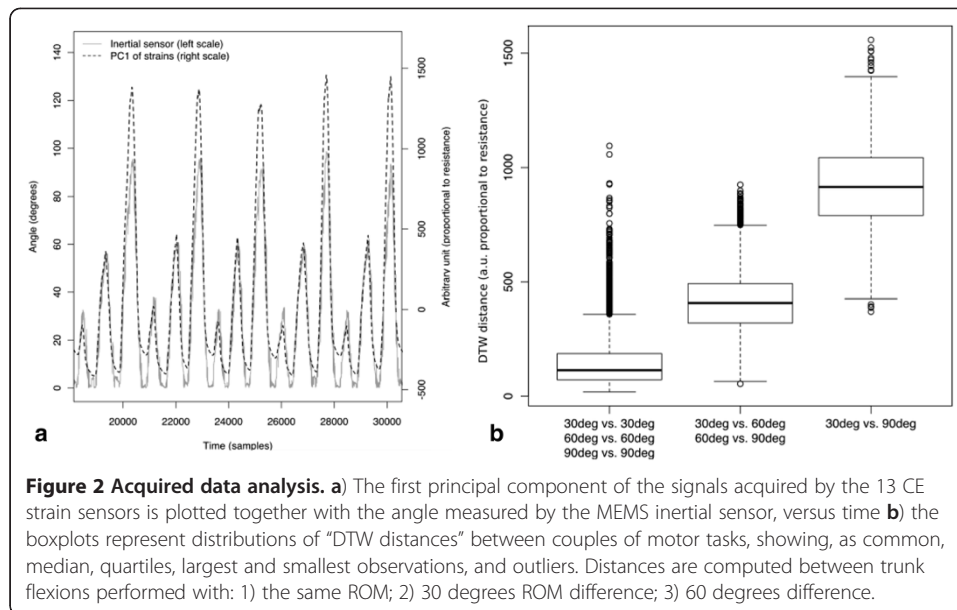 Inertial sensor (left scale)
PC1 of strains (right scale)
Angle (degrees)
140
120
100
80
60
40
20
0
Arbitrary unit (proportional to resistance)
1500
1000
500
0
-500
20000 22000 24000 26000 28000 30000
Time (samples)
a
DTW distance (a.u. proportional to resistance)
1500
1000
500
0
30deg vs. 30deg 30deg vs. 60deg 30deg vs. 90deg
60deg vs. 60deg 60deg vs. 90deg
90deg vs. 90deg
b
Figure 2 Acquired data analysis. a) The first principal component of the signals acquired by the 13 CE
strain sensors is plotted together with the angle measured by the MEMS inertial sensor, versus time b) the
boxplots represent distributions of “DTW distances” between couples of motor tasks, showing, as common,
median, quartiles, largest and smallest observations, and outliers. Distances are computed between trunk
flexions performed with: 1) the same ROM; 2) 30 degrees ROM difference; 3) 60 degrees difference.